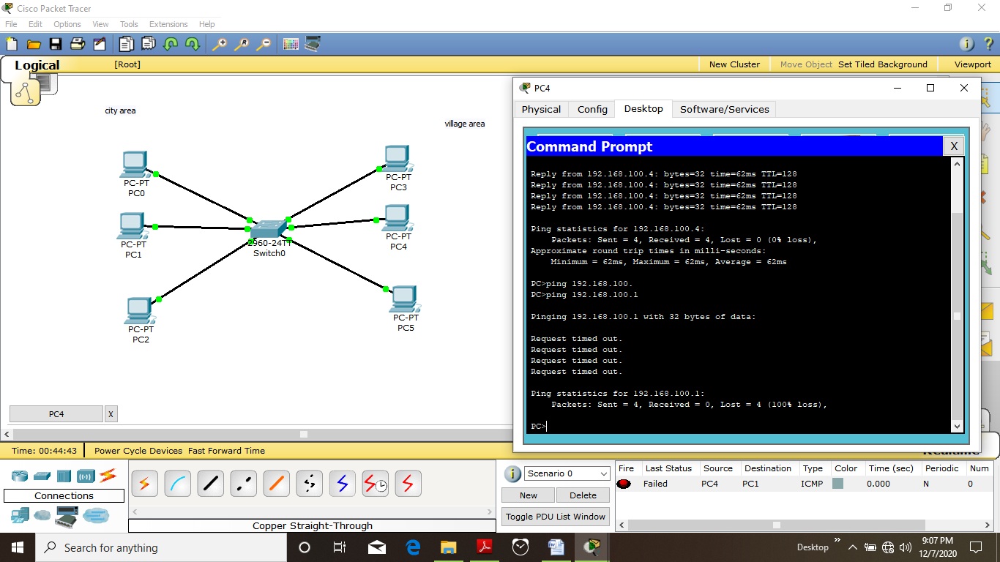 Cisco Packet Tracer
File Edit Options View Tools Extensions Help
Logical
[Root]
New Cluster
Move Object
Set Tiled Background
Viewport
city area
village area
PC-PT
PC0
PC-PT
PC1
PC-PT
PC2
2960-24TT
Switch0
PC-PT
PC3
PC-PT
PC4
PC-PT
PC5
PC4
Physical Config Desktop Software/Services
Command Prompt
X
Reply from 192.168.100.4: bytes=32 time=62ms TTL=128
Reply from 192.168.100.4: bytes=32 time=62ms TTL=128
Reply from 192.168.100.4: bytes=32 time=62ms TTL=128
Reply from 192.168.100.4: bytes=32 time=62ms TTL=128
Ping statistics for 192.168.100.4:
Packets: Sent = 4, Received = 4, Lost = 0 (0% loss),
Approximate round trip times in milli-seconds:
Minimum = 62ms, Maximum = 62ms, Average = 62ms
PC>ping 192.168.100.
PC>ping 192.168.100.1
Pinging 192.168.100.1 with 32 bytes of data:
Request timed out.
Request timed out.
Request timed out.
Request timed out.
Ping statistics for 192.168.100.1:
Packets: Sent = 4, Received = 0, Lost = 4 (100% loss),
PC>
PC4
X
Time: 00:44:43
Power Cycle Devices Fast Forward Time
Realtime
Connections
Copper Straight-Through
Scenario 0
New
Delete
Toggle PDU List Window
Fire Last Status Source Destination Type Color Time (sec) Periodic Num
Failed PC4 PC1 ICMP 0.000 N 0
Search for anything
Desktop
9:07 PM
12/7/2020